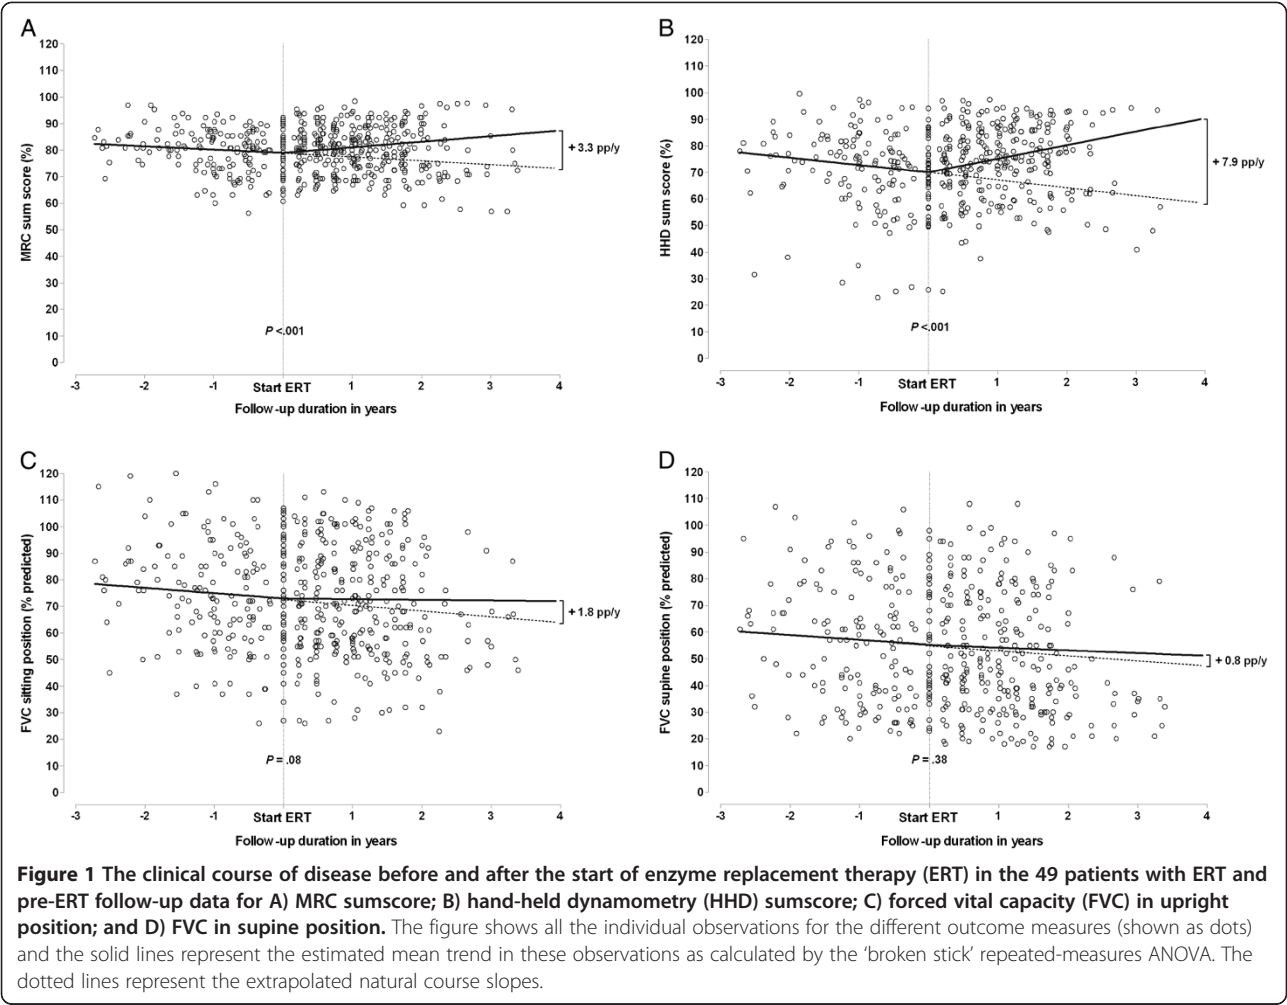 A
120
110
100
90
80
70
60
50
40
30
20
10
0
MRC sum score (%)
+ 3.3 pp/y
P <.001
-3 -2 -1 Start ERT 1 2 3 4
Follow-up duration in years
B
120
110
100
90
80
70
60
50
40
30
20
10
0
HHD sum score (%)
+ 7.9 pp/y
P <.001
-3 -2 -1 Start ERT 1 2 3 4
Follow-up duration in years
C
120
110
100
90
80
70
60
50
40
30
20
10
0
FVC sitting position (% predicted)
+ 1.8 pp/y
P = .08
-3 -2 -1 Start ERT 1 2 3 4
Follow-up duration in years
D
120
110
100
90
80
70
60
50
40
30
20
10
0
FVC supine position (% predicted)
+ 0.8 pp/y
P = .38
-3 -2 -1 Start ERT 1 2 3 4
Follow-up duration in years
Figure 1 The clinical course of disease before and after the start of enzyme replacement therapy (ERT) in the 49 patients with ERT and
pre-ERT follow-up data for A) MRC sumscore; B) hand-held dynamometry (HHD) sumscore; C) forced vital capacity (FVC) in upright
position; and D) FVC in supine position. The figure shows all the individual observations for the different outcome measures (shown as dots)
and the solid lines represent the estimated mean trend in these observations as calculated by the ‘broken stick’ repeated-measures ANOVA. The
dotted lines represent the extrapolated natural course slopes.